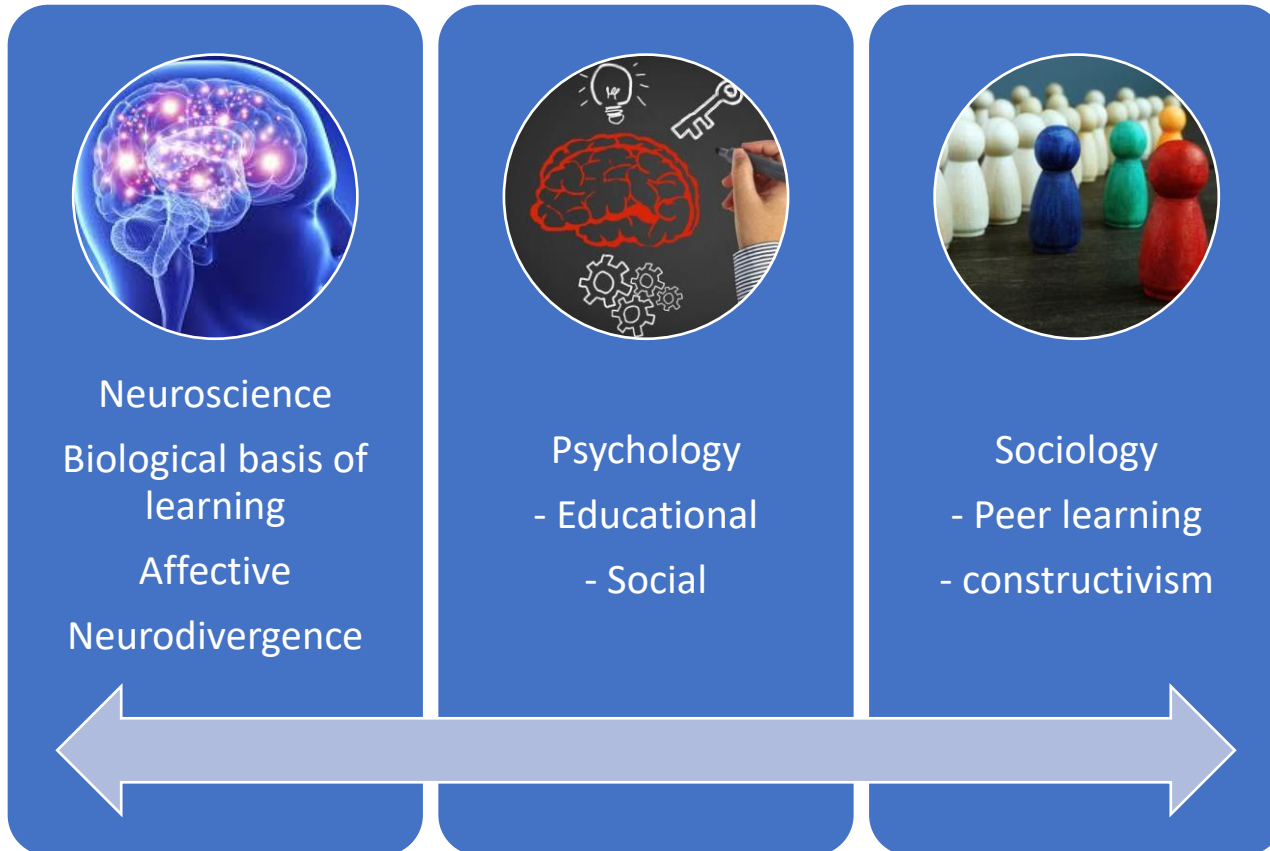 Neuroscience
Biological basis of
learning
Affective
Neurodivergence
Psychology
- Educational
- Social
Sociology
- Peer learning
- constructivism